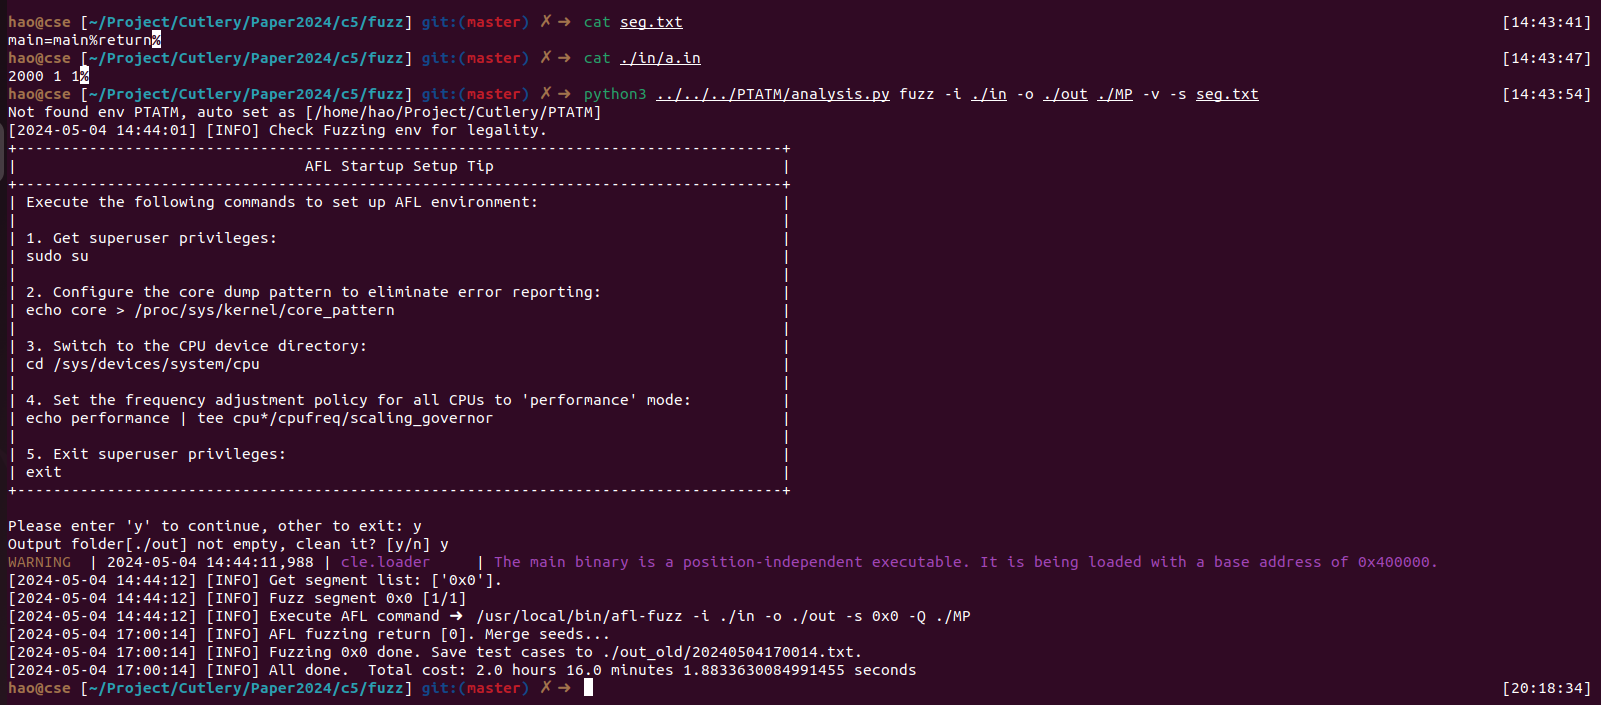 hao@cse [~/Project/Cutlery/Paper2024/c5/fuzz] git:(master) ✗ ➜ cat seg.txt [14:43:41]
main=main%return%
hao@cse [~/Project/Cutlery/Paper2024/c5/fuzz] git:(master) ✗ ➜ cat ./in/a.in [14:43:47]
2000 1 1%
hao@cse [~/Project/Cutlery/Paper2024/c5/fuzz] git:(master) ✗ ➜ python3 ../../../PTATM/analysis.py fuzz -i ./in -o ./out ./MP -v -s seg.txt [14:43:54]
Not found env PTATM, auto set as [/home/hao/Project/Cutlery/PTATM]
[2024-05-04 14:44:01] [INFO] Check Fuzzing env for legality.
+-------------------------------------------------------------------------------------+
| AFL Startup Setup Tip |
+-------------------------------------------------------------------------------------+
| Execute the following commands to set up AFL environment: |
| |
| 1. Get superuser privileges: |
| sudo su |
| |
| 2. Configure the core dump pattern to eliminate error reporting: |
| echo core > /proc/sys/kernel/core_pattern |
| |
| 3. Switch to the CPU device directory: |
| cd /sys/devices/system/cpu |
| |
| 4. Set the frequency adjustment policy for all CPUs to 'performance' mode: |
| echo performance | tee cpu*/cpufreq/scaling_governor |
| |
| 5. Exit superuser privileges: |
| exit |
+-------------------------------------------------------------------------------------+
Please enter 'y' to continue, other to exit: y
Output folder[./out] not empty, clean it? [y/n] y
WARNING | 2024-05-04 14:44:11,988 | cle.loader | The main binary is a position-independent executable. It is being loaded with a base address of 0x400000.
[2024-05-04 14:44:12] [INFO] Get segment list: ['0x0'].
[2024-05-04 14:44:12] [INFO] Fuzz segment 0x0 [1/1]
[2024-05-04 14:44:12] [INFO] Execute AFL command ➜ /usr/local/bin/afl-fuzz -i ./in -o ./out -s 0x0 -Q ./MP
[2024-05-04 17:00:14] [INFO] AFL fuzzing return [0]. Merge seeds...
[2024-05-04 17:00:14] [INFO] Fuzzing 0x0 done. Save test cases to ./out_old/20240504170014.txt.
[2024-05-04 17:00:14] [INFO] All done.  Total cost: 2.0 hours 16.0 minutes 1.8833630084991455 seconds
hao@cse [~/Project/Cutlery/Paper2024/c5/fuzz] git:(master) ✗ ➜ [20:18:34]